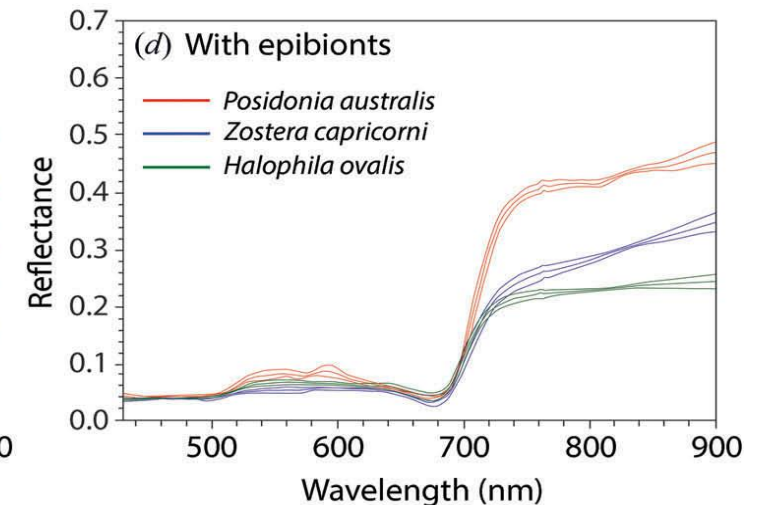 0.7
(d) With epibionts
0.6
Posidonia australis
0.5
Zostera capricorni
Halophila ovalis
0.4
0.3
0.2
0.1
0.0
Reflectance
0
500 600 700 800 900
Wavelength (nm)